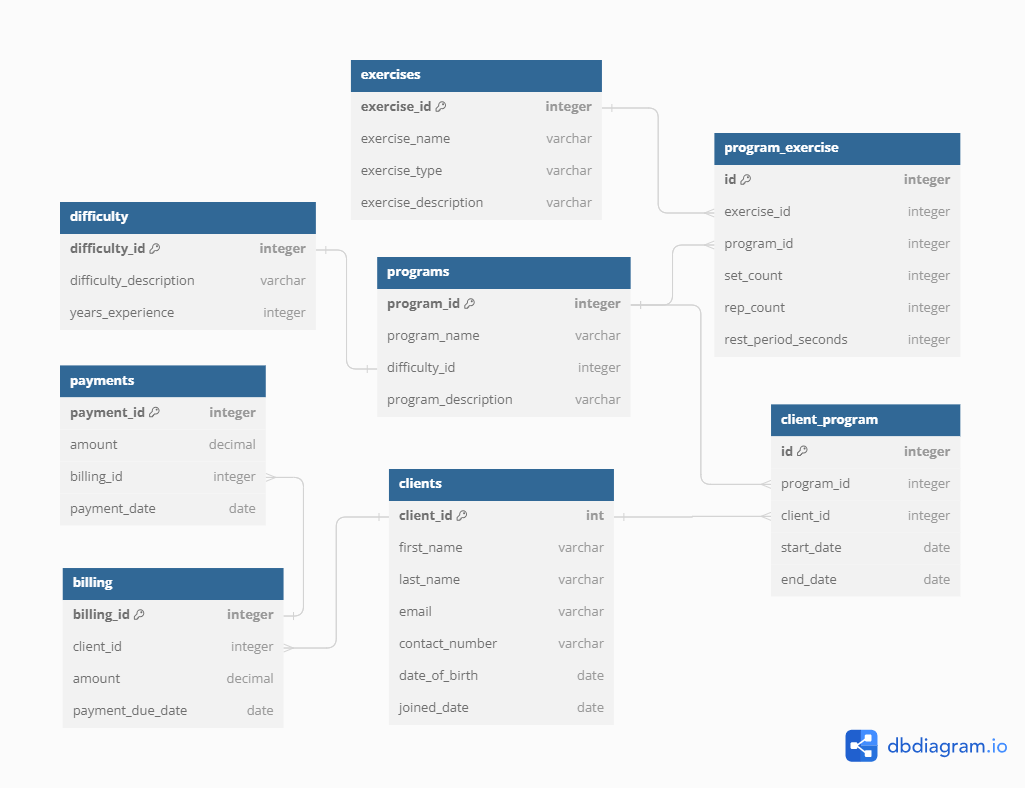 exercises
exercise_id integer
exercise_name varchar
exercise_type varchar
exercise_description varchar
program_exercise
id integer
exercise_id integer
program_id integer
set_count integer
rep_count integer
rest_period_seconds integer
difficulty
difficulty_id integer
difficulty_description varchar
years_experience integer
programs
program_id integer
program_name varchar
difficulty_id integer
program_description varchar
payments
payment_id integer
amount decimal
billing_id integer
payment_date date
client_program
id integer
program_id integer
client_id integer
start_date date
end_date date
clients
client_id int
first_name varchar
last_name varchar
email varchar
contact_number varchar
date_of_birth date
joined_date date
billing
billing_id integer
client_id integer
amount decimal
payment_due_date date
dbdiagram.io